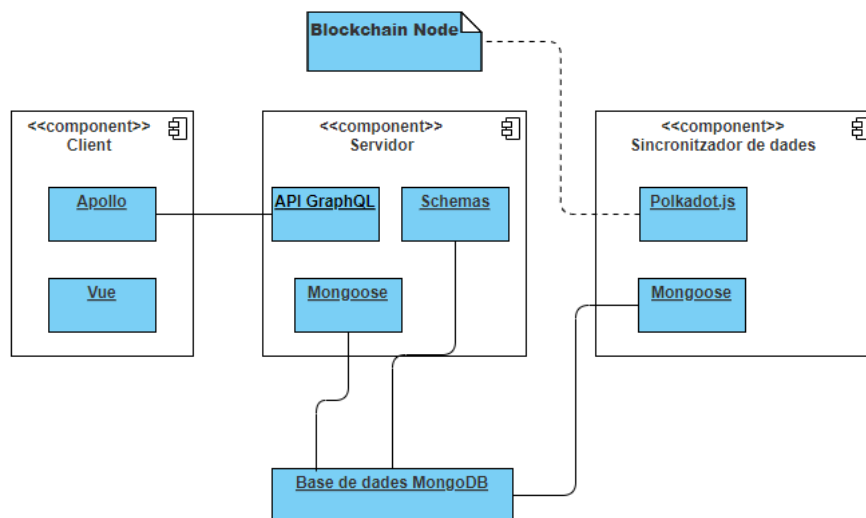 Blockchain Node
<<component>>
Client
Apollo
Vue
<<component>>
Servidor
API GraphQL
Schemas
Mongoose
<<component>>
Sincronitzador de dades
Polkadot.js
Mongoose
Base de dades MongoDB